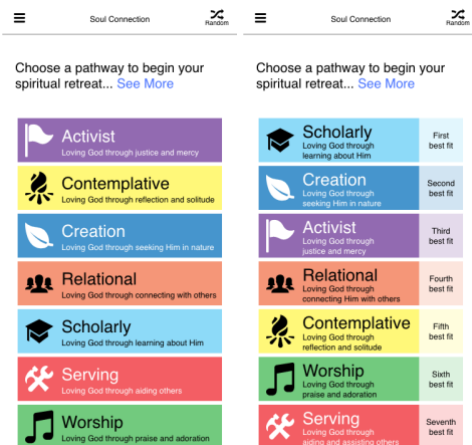 Soul Connection
Random
Choose a pathway to begin your
spiritual retreat... See More
Activist
Loving God through justice and mercy
Contemplative
Loving God through reflection and solitude
Creation
Loving God through seeking Him in nature
Relational
Loving God through connecting with others
Scholarly
Loving God through learning about Him
Serving
Loving God through aiding others
Worship
Loving God through praise and adoration
Soul Connection
Random
Choose a pathway to begin your
spiritual retreat... See More
Scholarly
Loving God through
learning about Him
First
best fit
Creation
Loving God through
seeking Him in nature
Second
best fit
Activist
Loving God through
justice and mercy
Third
best fit
Relational
Loving God through
connecting Him with others
Fourth
best fit
Contemplative
Loving God through
reflection and solitude
Fifth
best fit
Worship
Loving God through
praise and adoration
Sixth
best fit
Serving
Loving God through
aiding and assisting others
Seventh
best fit